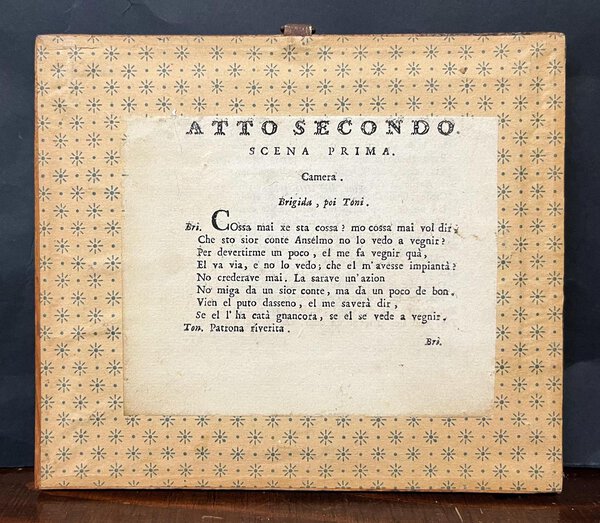 ATTO SECONDO.
SCENA PRIMA.
Camera.
Brigida, poi Toni.
Bri. COssa mai xe sta cossa? mo cossa mai vol dir,
Che sto sior conte Anselmo no lo vedo a vegnir?
Per devertirme un poco, el me fa vegnir quà,
El va via, e no lo vedo; che el m'avesse impiantà?
No crederave mai. La sarave un'azion
No miga da un sior conte, ma da un poco de bon.
Vien el puto dasseno, el me saverà dir,
Se el l'ha catà gnancora, se el se vede a vegnir.
Ton. Patrona riverita.
Bri.